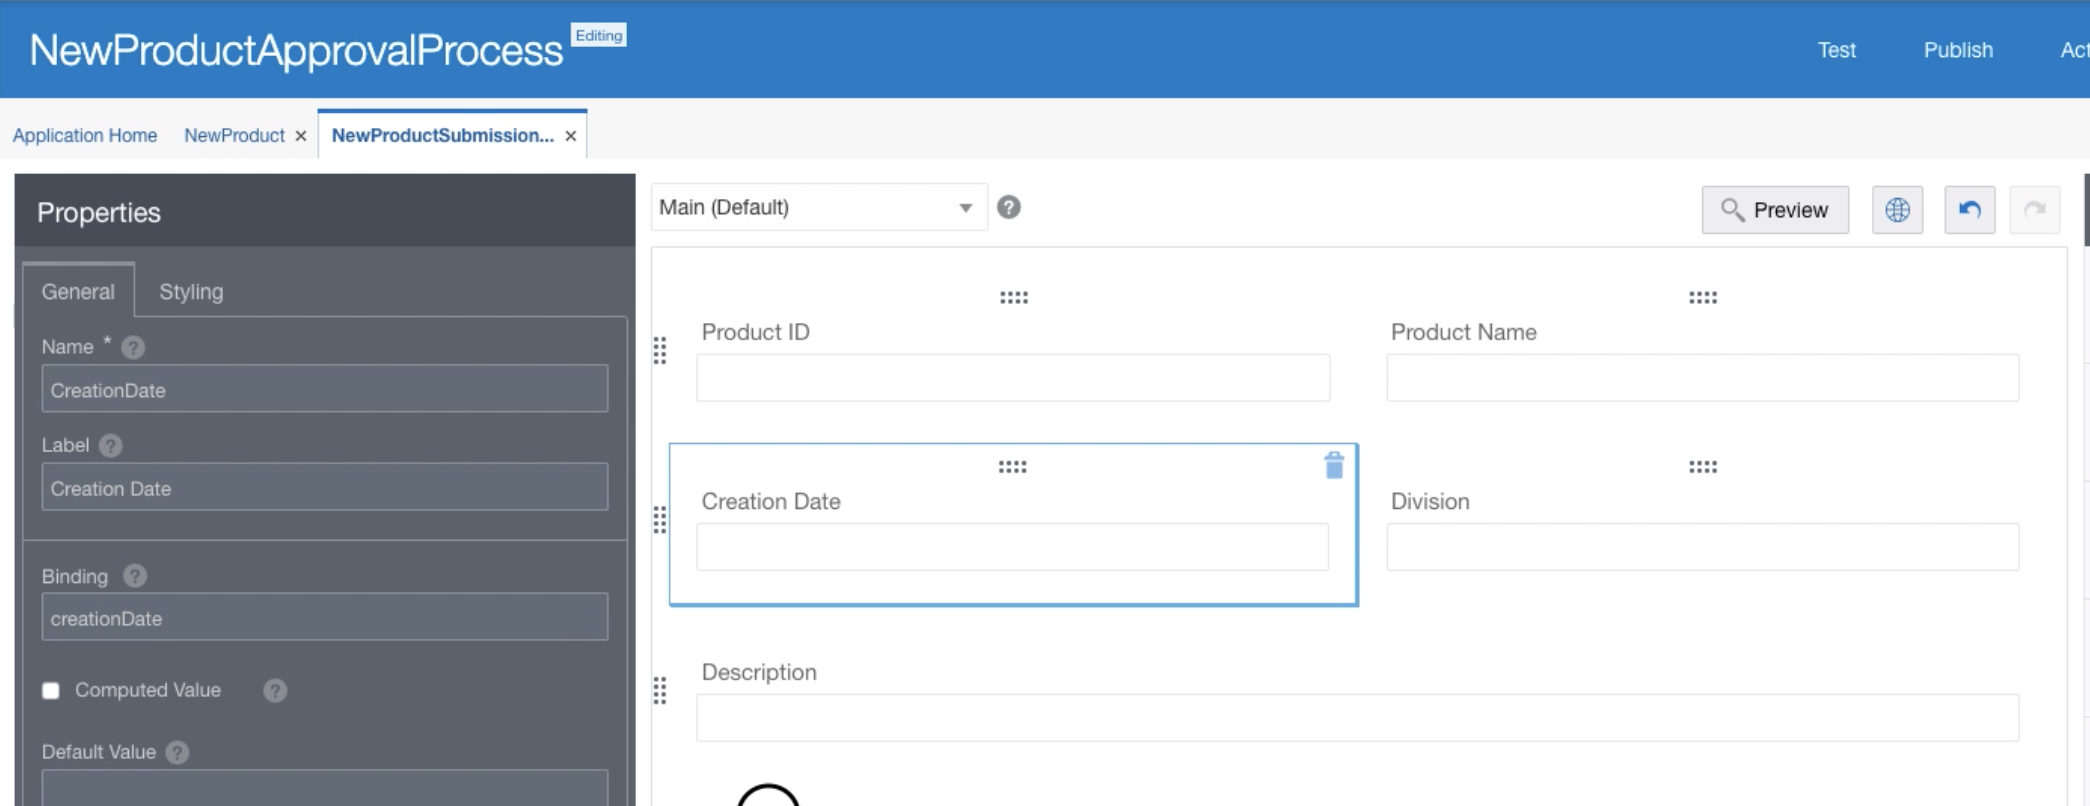 NewProductApprovalProcess Editing
Test Publish
Application Home NewProduct × NewProductSubmission... ×
Properties
General Styling
Name * ?
CreationDate
Label ?
Creation Date
Binding ?
creationDate
Computed Value ?
Default Value ?
Main (Default) ?
Preview
Product ID Product Name
Creation Date Division
Description